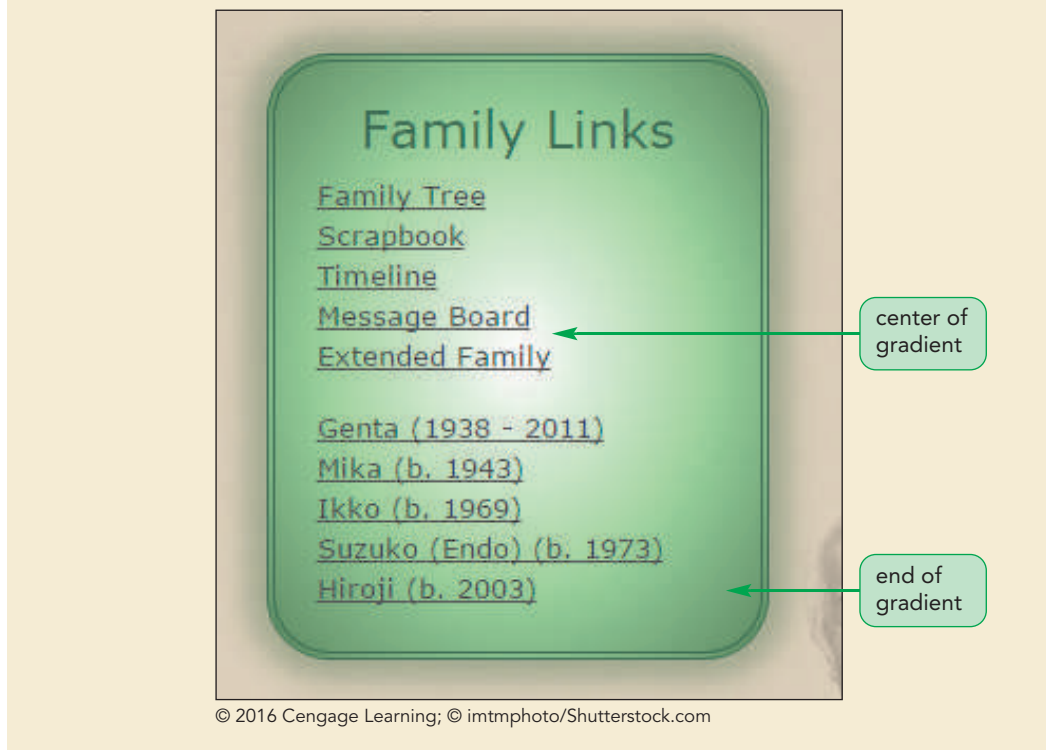 Family Links
Family Tree
Scrapbook
Timeline
Message Board
Extended Family
center of
gradient
Genta (1938 - 2011)
Mika (b. 1943)
Ikko (b. 1969)
Suzuko (Endo) (b. 1973)
Hiroji (b. 2003)
end of
gradient
© 2016 Cengage Learning; © imtmphoto/Shutterstock.com